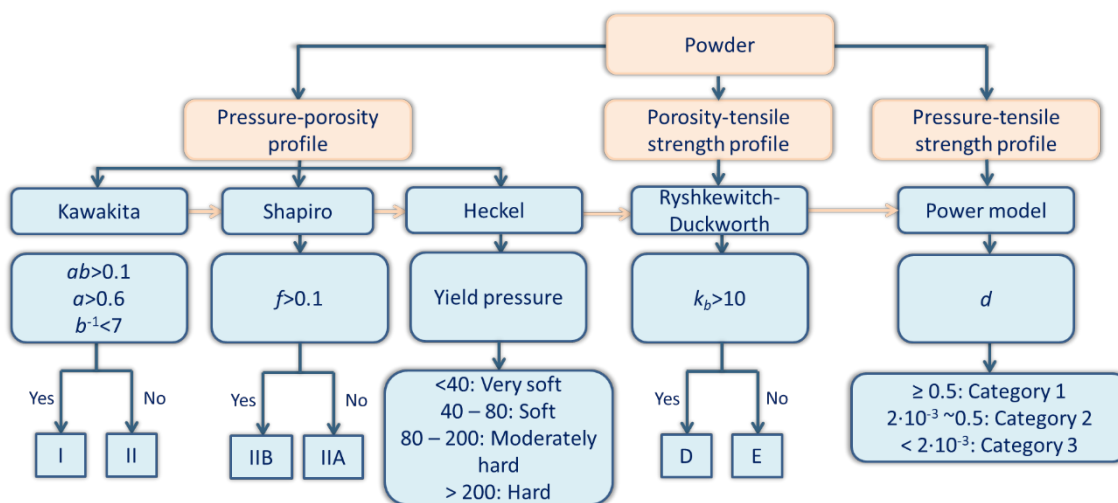 Powder
Pressure-porosity
profile
Porosity-tensile
strength profile
Pressure-tensile
strength profile
Kawakita
Shapiro
Heckel
Ryshkewitch-
Duckworth
Power model
ab>0.1
a>0.6
b⁻¹<7
f>0.1
Yield pressure
k_b>10
d
Yes
No
Yes
No
<40: Very soft
40 – 80: Soft
80 – 200: Moderately
hard
> 200: Hard
Yes
No
≥ 0.5: Category 1
2·10⁻³ ~0.5: Category 2
< 2·10⁻³: Category 3
I
II
IIB
IIA
D
E